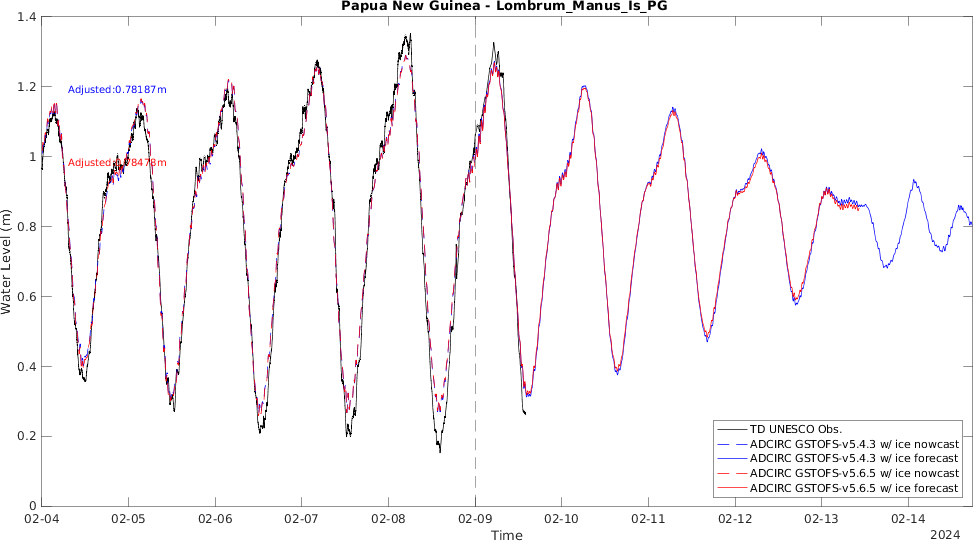 Papua New Guinea - Lombrum_Manus_Is_PG
1.4
1.2
1
0.8
0.6
0.4
0.2
0
Water Level (m)
Adjusted:0.78187m
Adjusted:0.78473m
02-04
02-05
02-06
02-07
02-08
02-09
02-10
02-11
02-12
02-13
02-14
Time
2024
TD UNESCO Obs.
ADCIRC GSTOFS-v5.4.3 w/ ice nowcast
ADCIRC GSTOFS-v5.4.3 w/ ice forecast
ADCIRC GSTOFS-v5.6.5 w/ ice nowcast
ADCIRC GSTOFS-v5.6.5 w/ ice forecast